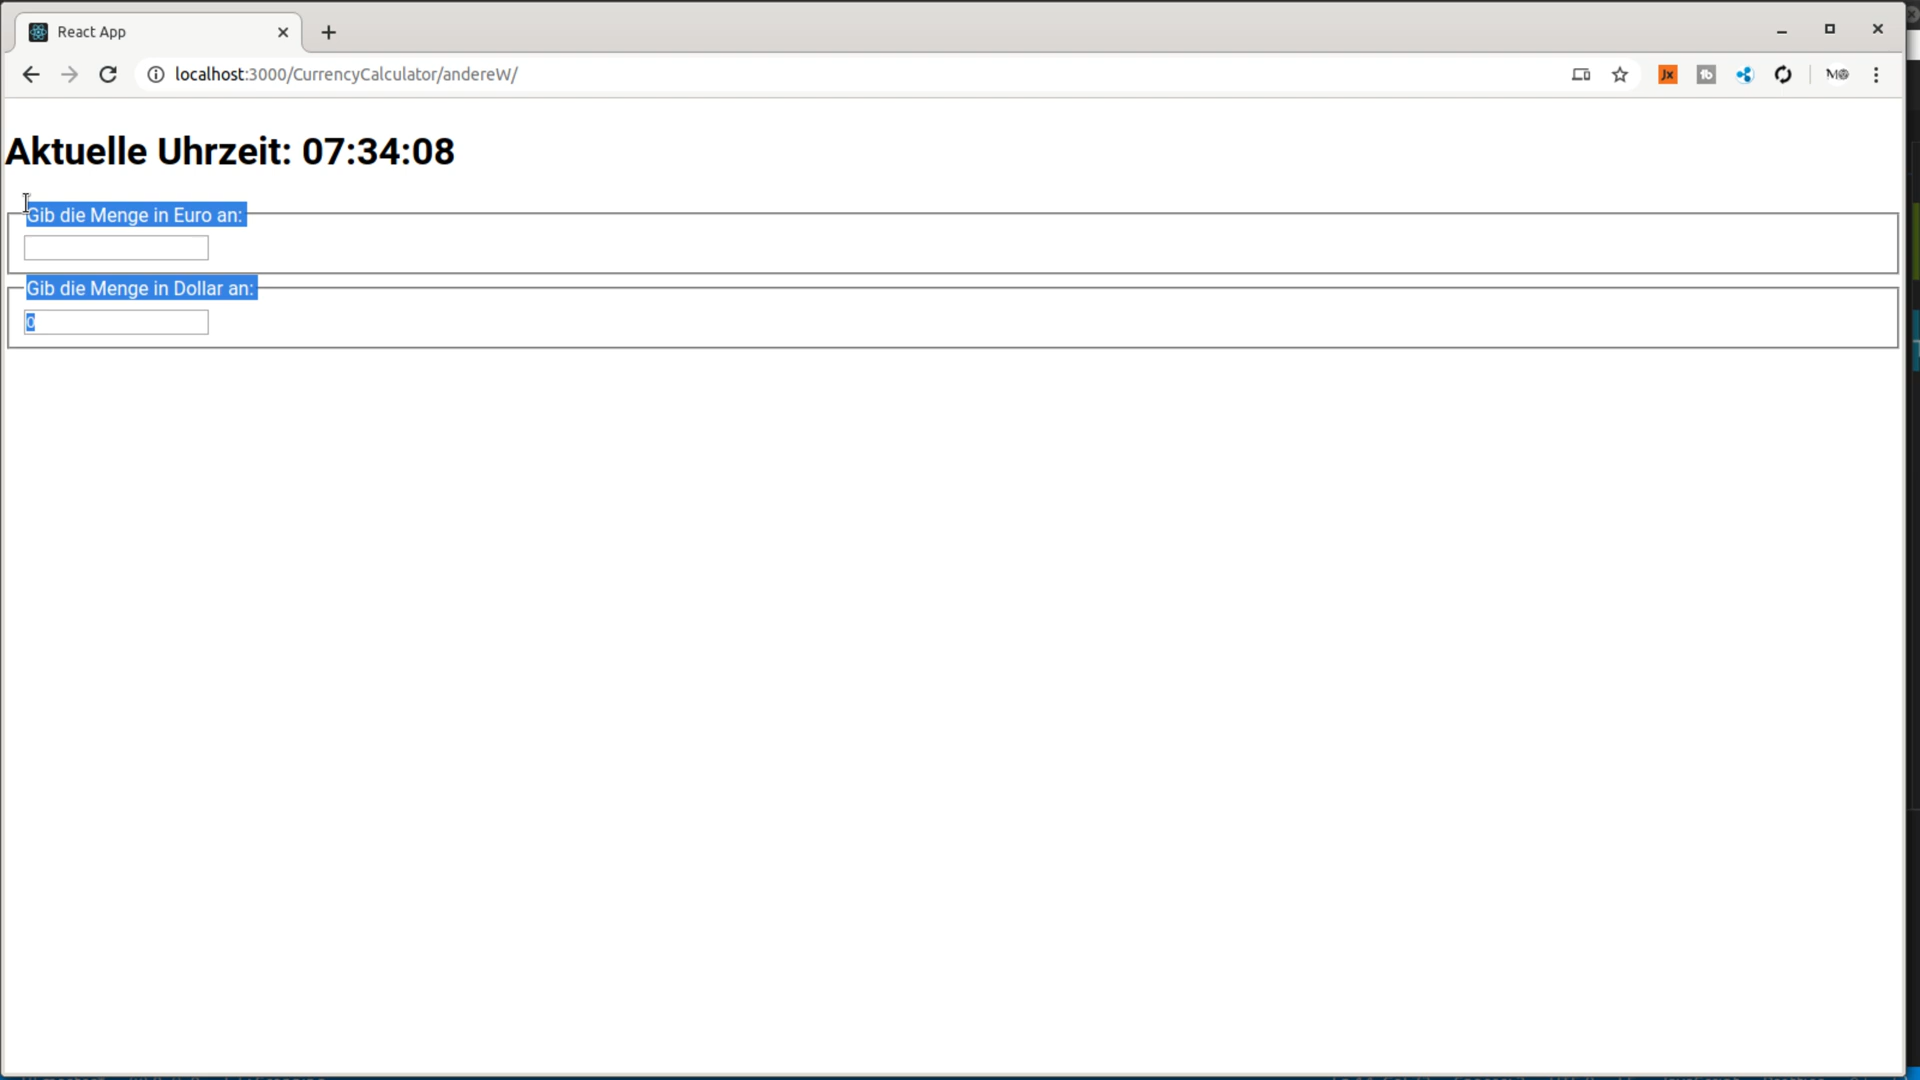 React App
localhost:3000/CurrencyCalculator/andereW/
Aktuelle Uhrzeit: 07:34:08
Gib die Menge in Euro an:
Gib die Menge in Dollar an:
0